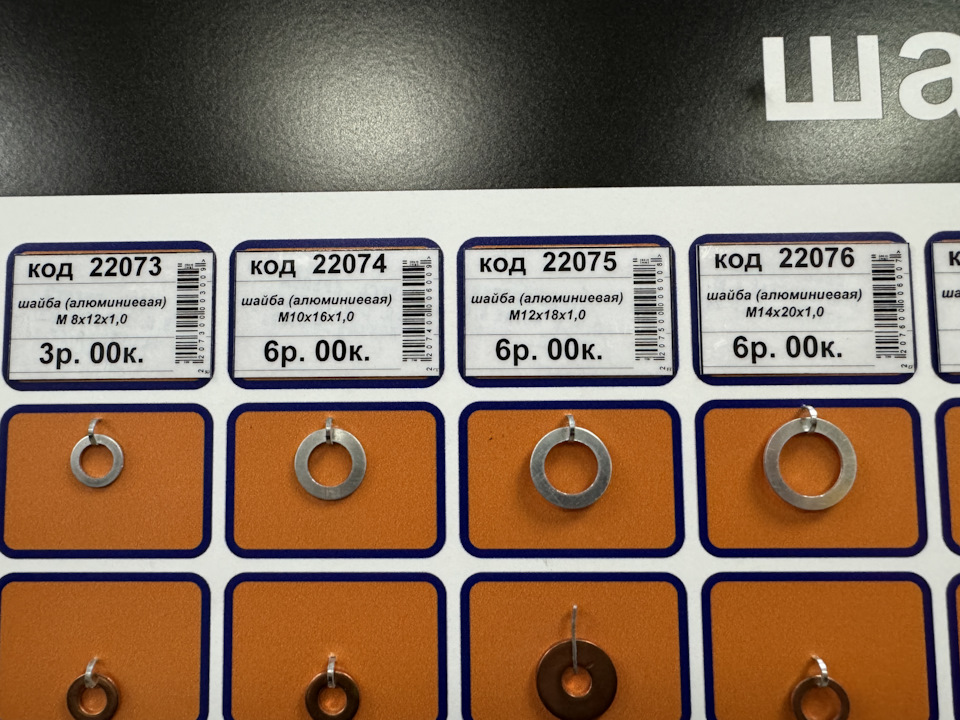 ша
код 22073
шайба (алюминиевая)
М 8х12х1,0
3р. 00к.
код 22074
шайба (алюминиевая)
М10х16х1,0
6р. 00к.
код 22075
шайба (алюминиевая)
М12х18х1,0
6р. 00к.
код 22076
шайба (алюминиевая)
М14х20х1,0
6р. 00к.